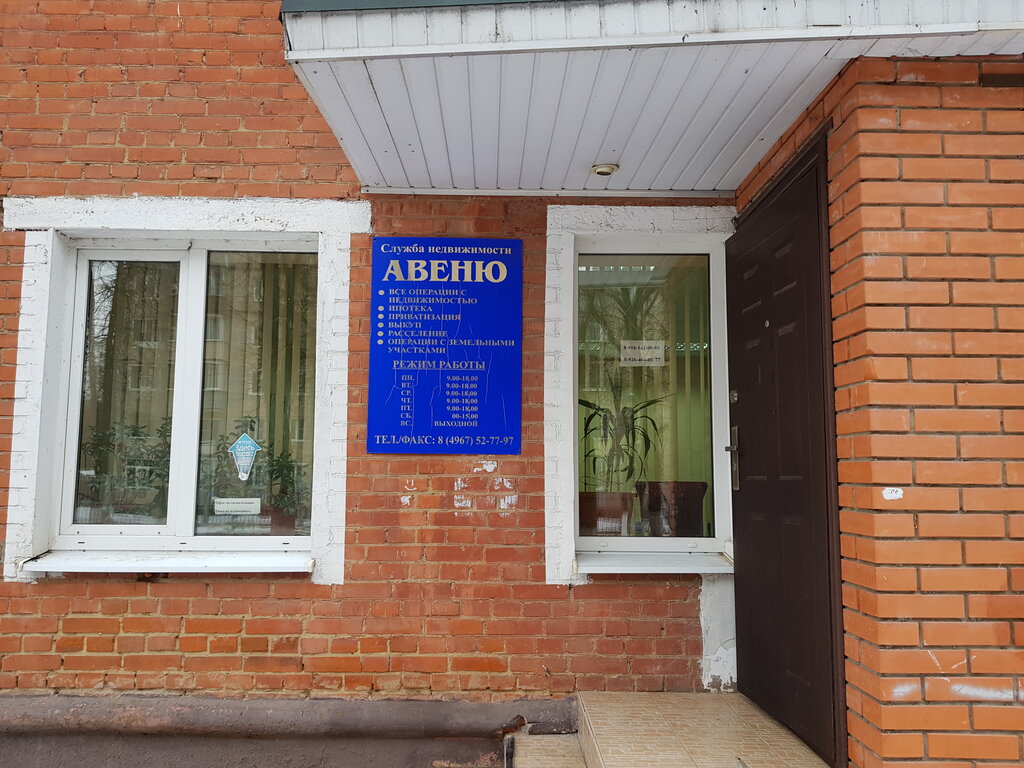 Служба недвижимости
АВЕНЮ
ВСЕ ОПЕРАЦИИ С
НЕДВИЖИМОСТЬЮ
ИПОТЕКА
ПРИВАТИЗАЦИЯ
ВЫКУП
РАССЕЛЕНИЕ
ОПЕРАЦИИ С ЗЕМЕЛЬНЫМИ
УЧАСТКАМИ
РЕЖИМ РАБОТЫ
ПН. 9.00-18.00
ВТ. 9.00-18.00
СР. 9.00-18.00
ЧТ. 9.00-18.00
ПТ. 9.00-18.00
СБ. 00-15.00
ВС. ВЫХОДНОЙ
ТЕЛ./ФАКС: 8 (4967) 52-77-97
ЗДЕСЬ